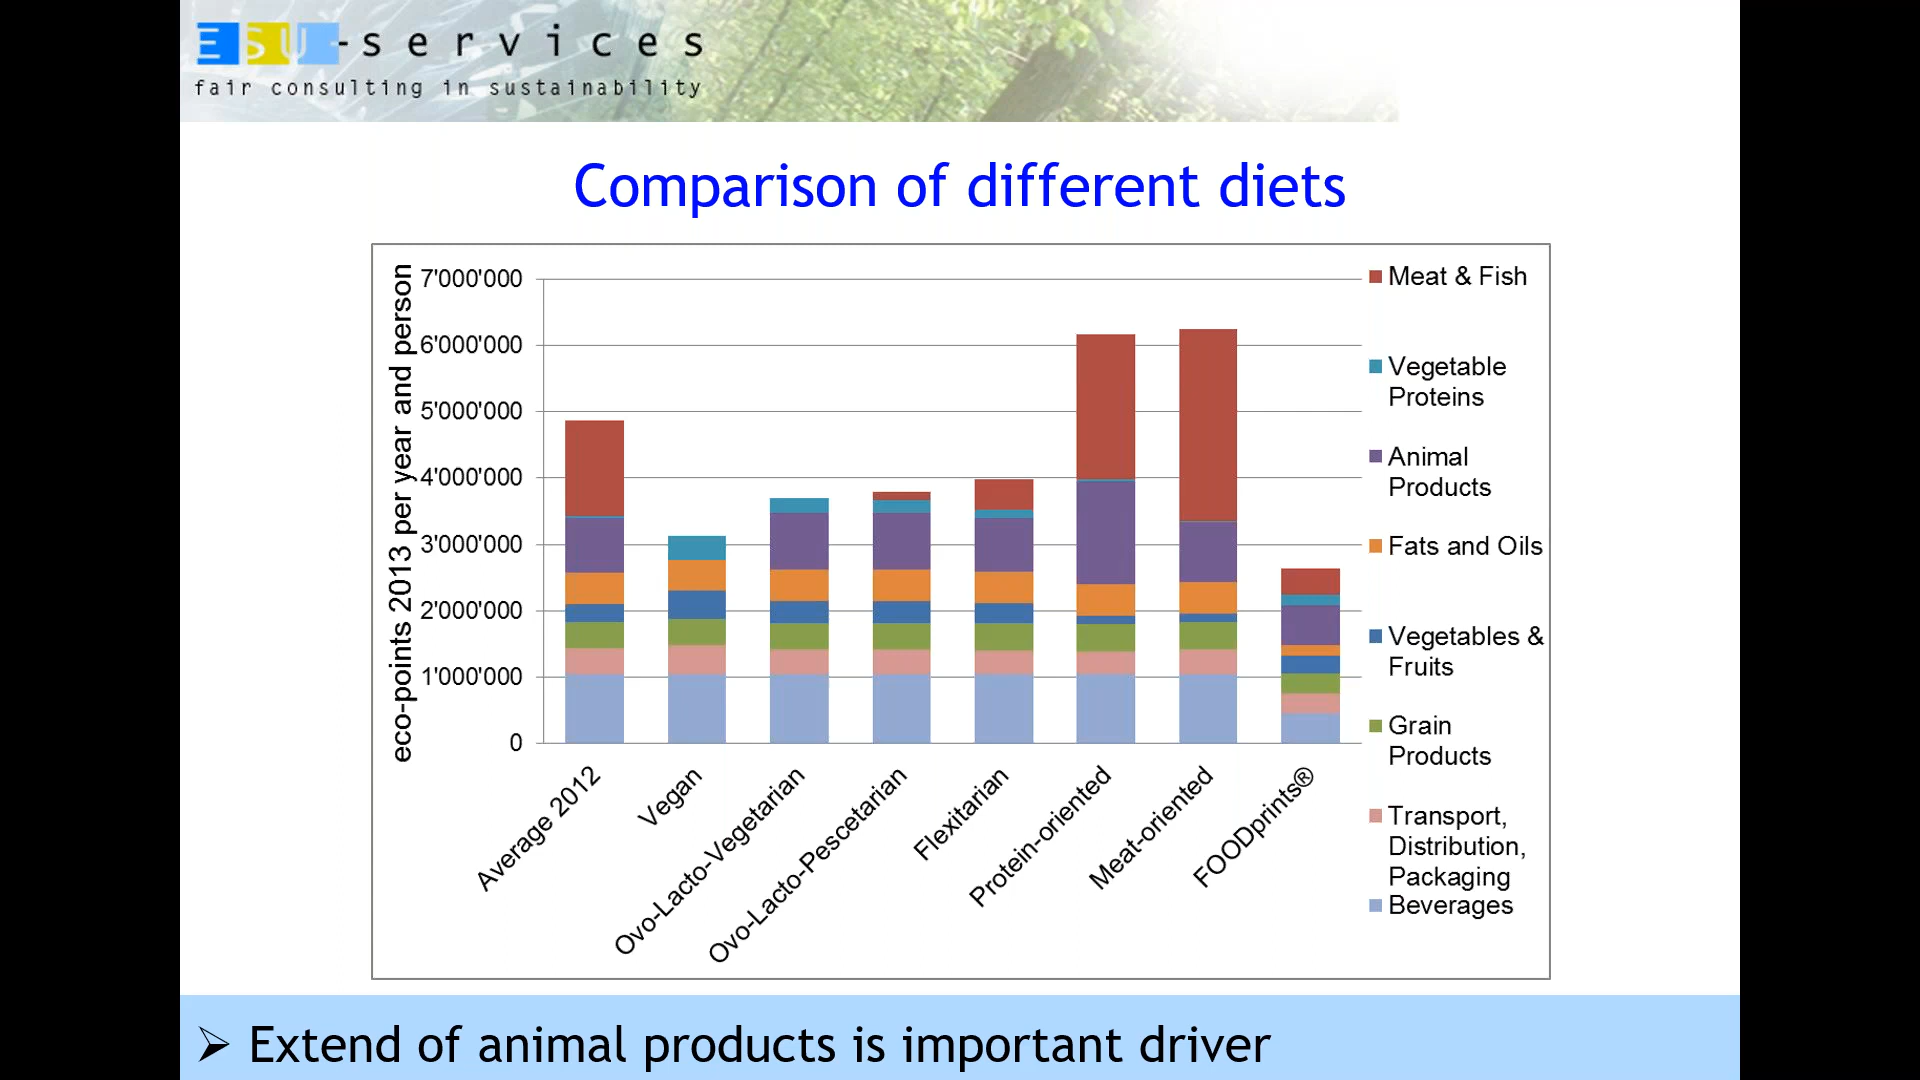 ESU-services
fair consulting in sustainability
Comparison of different diets
eco-points 2013 per year and person
7'000'000
6'000'000
5'000'000
4'000'000
3'000'000
2'000'000
1'000'000
0
Average 2012
Vegan
Ovo-Lacto-Vegetarian
Ovo-Lacto-Pescetarian
Flexitarian
Protein-oriented
Meat-oriented
FOODprints®
Meat & Fish
Vegetable
Proteins
Animal
Products
Fats and Oils
Vegetables &
Fruits
Grain
Products
Transport,
Distribution,
Packaging
Beverages
➢ Extend of animal products is important driver